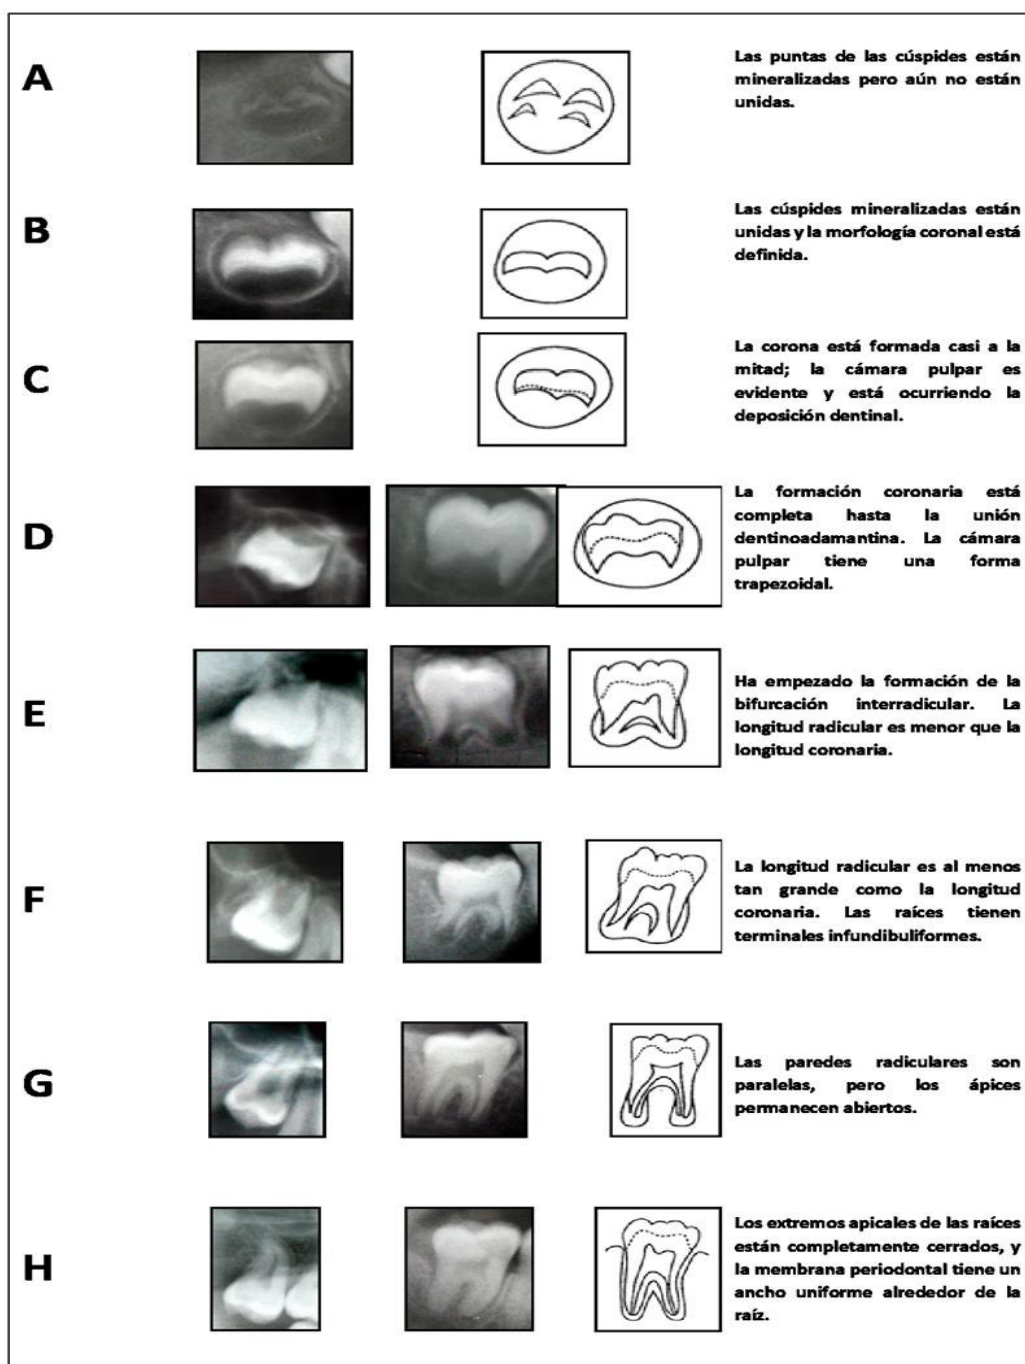 A
Las puntas de las cúspides están
mineralizadas pero aún no están
unidas.
B
Las cúspides mineralizadas están
unidas y la morfología coronal está
definida.
C
La corona está formada casi a la
mitad; la cámara pulpar es
evidente y está ocurriendo la
deposición dentinal.
D
La formación coronaria está
completa hasta la unión
dentinoadamantina. La cámara
pulpar tiene una forma
trapezoidal.
E
Ha empezado la formación de la
bifurcación interradicular. La
longitud radicular es menor que la
longitud coronaria.
F
La longitud radicular es al menos
tan grande como la longitud
coronaria. Las raíces tienen
terminales infundibuliformes.
G
Las paredes radiculares son
paralelas, pero los ápices
permanecen abiertos.
H
Los extremos apicales de las raíces
están completamente cerrados, y
la membrana periodontal tiene un
ancho uniforme alrededor de la
raíz.